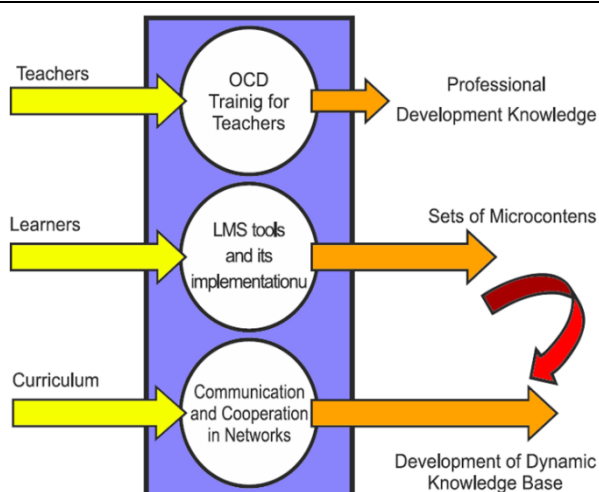 Teachers
OCD
Trainig for
Teachers
Professional
Development Knowledge
Learners
LMS tools
and its
implementationu
Sets of Microcontens
Curriculum
Communication
and Cooperation
in Networks
Development of Dynamic
Knowledge Base